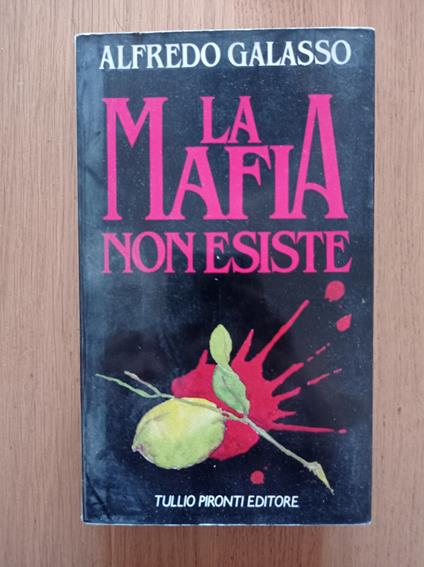 ALFREDO GALASSO
LA
MAFIA
NON ESISTE
TULLIO PIRONTI EDITORE